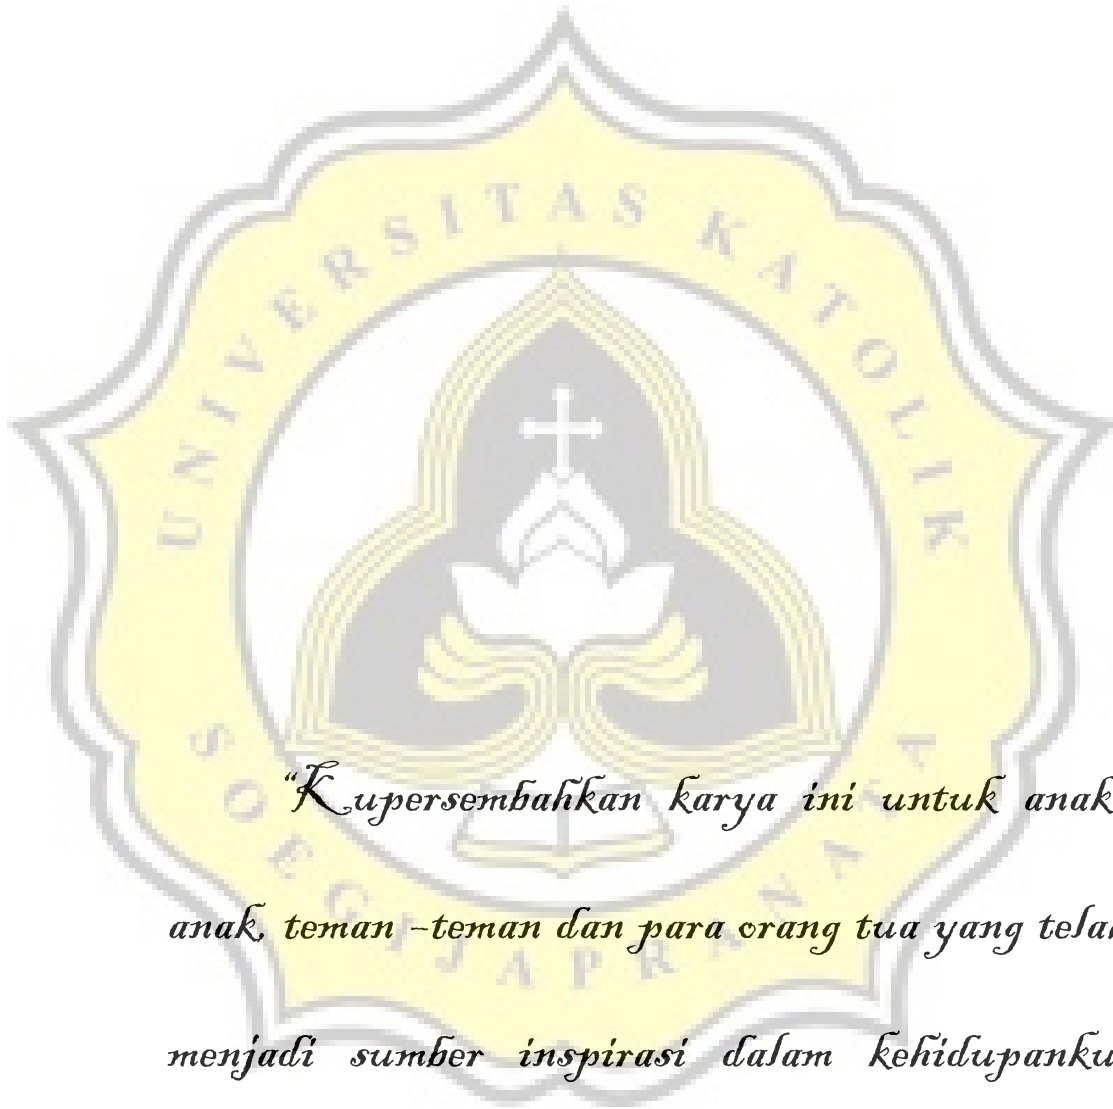 UNIVERSITAS KATOLIK
SOEGIJAPRANATA
"Kupersembahkan karya ini untuk anak
anak, teman -teman dan para orang tua yang
menjadi sumber inspirasi dalam kehidupanku